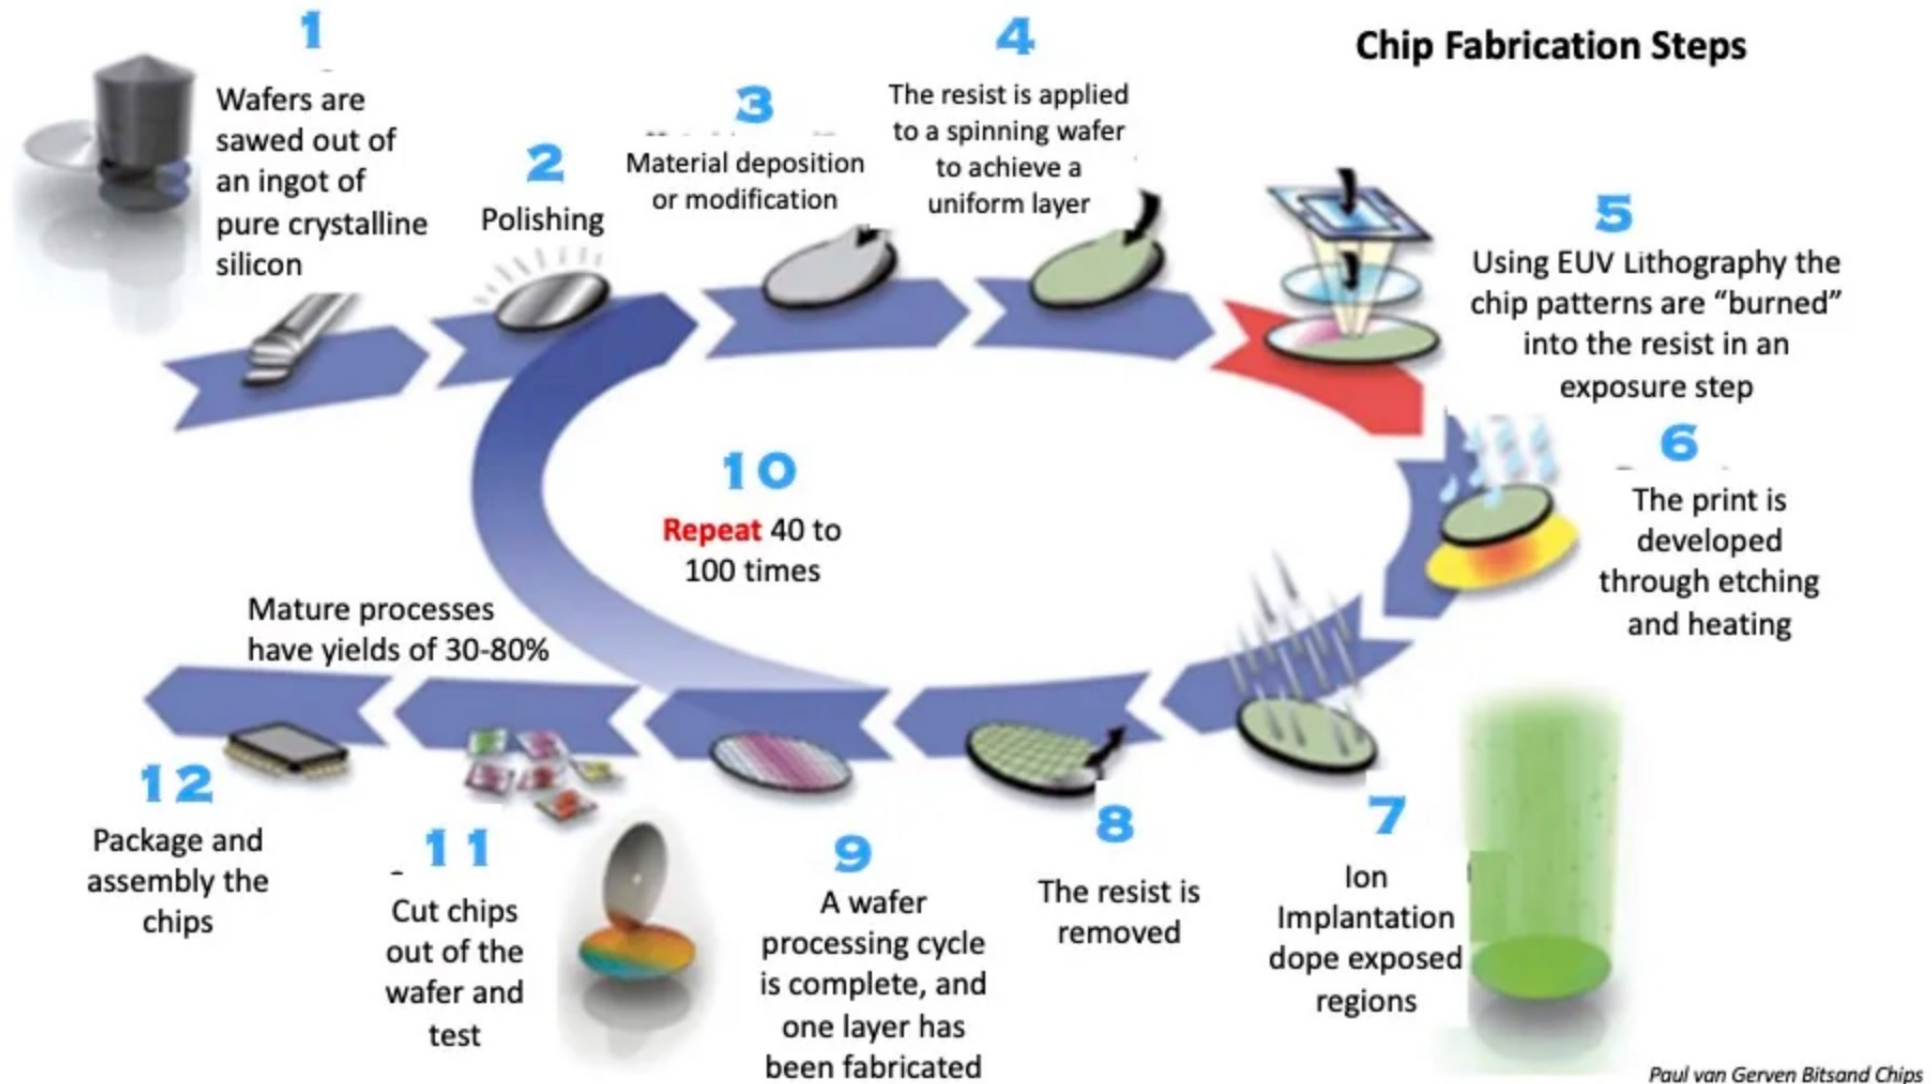 Chip Fabrication Steps
1
Wafers are
sawed out of
an ingot of
pure crystalline
silicon
2
Polishing
3
Material deposition
or modification
4
The resist is applied
to a spinning wafer
to achieve a
uniform layer
5
Using EUV Lithography the
chip patterns are “burned”
into the resist in an
exposure step
6
The print is
developed
through etching
and heating
7
Ion
Implantation
dope exposed
regions
8
The resist is
removed
9
A wafer
processing cycle
is complete, and
one layer has
been fabricated
10
Repeat 40 to
100 times
Mature processes
have yields of 30-80%
11
Cut chips
out of the
wafer and
test
12
Package and
assembly the
chips
Paul van Gerven Bitsand Chips